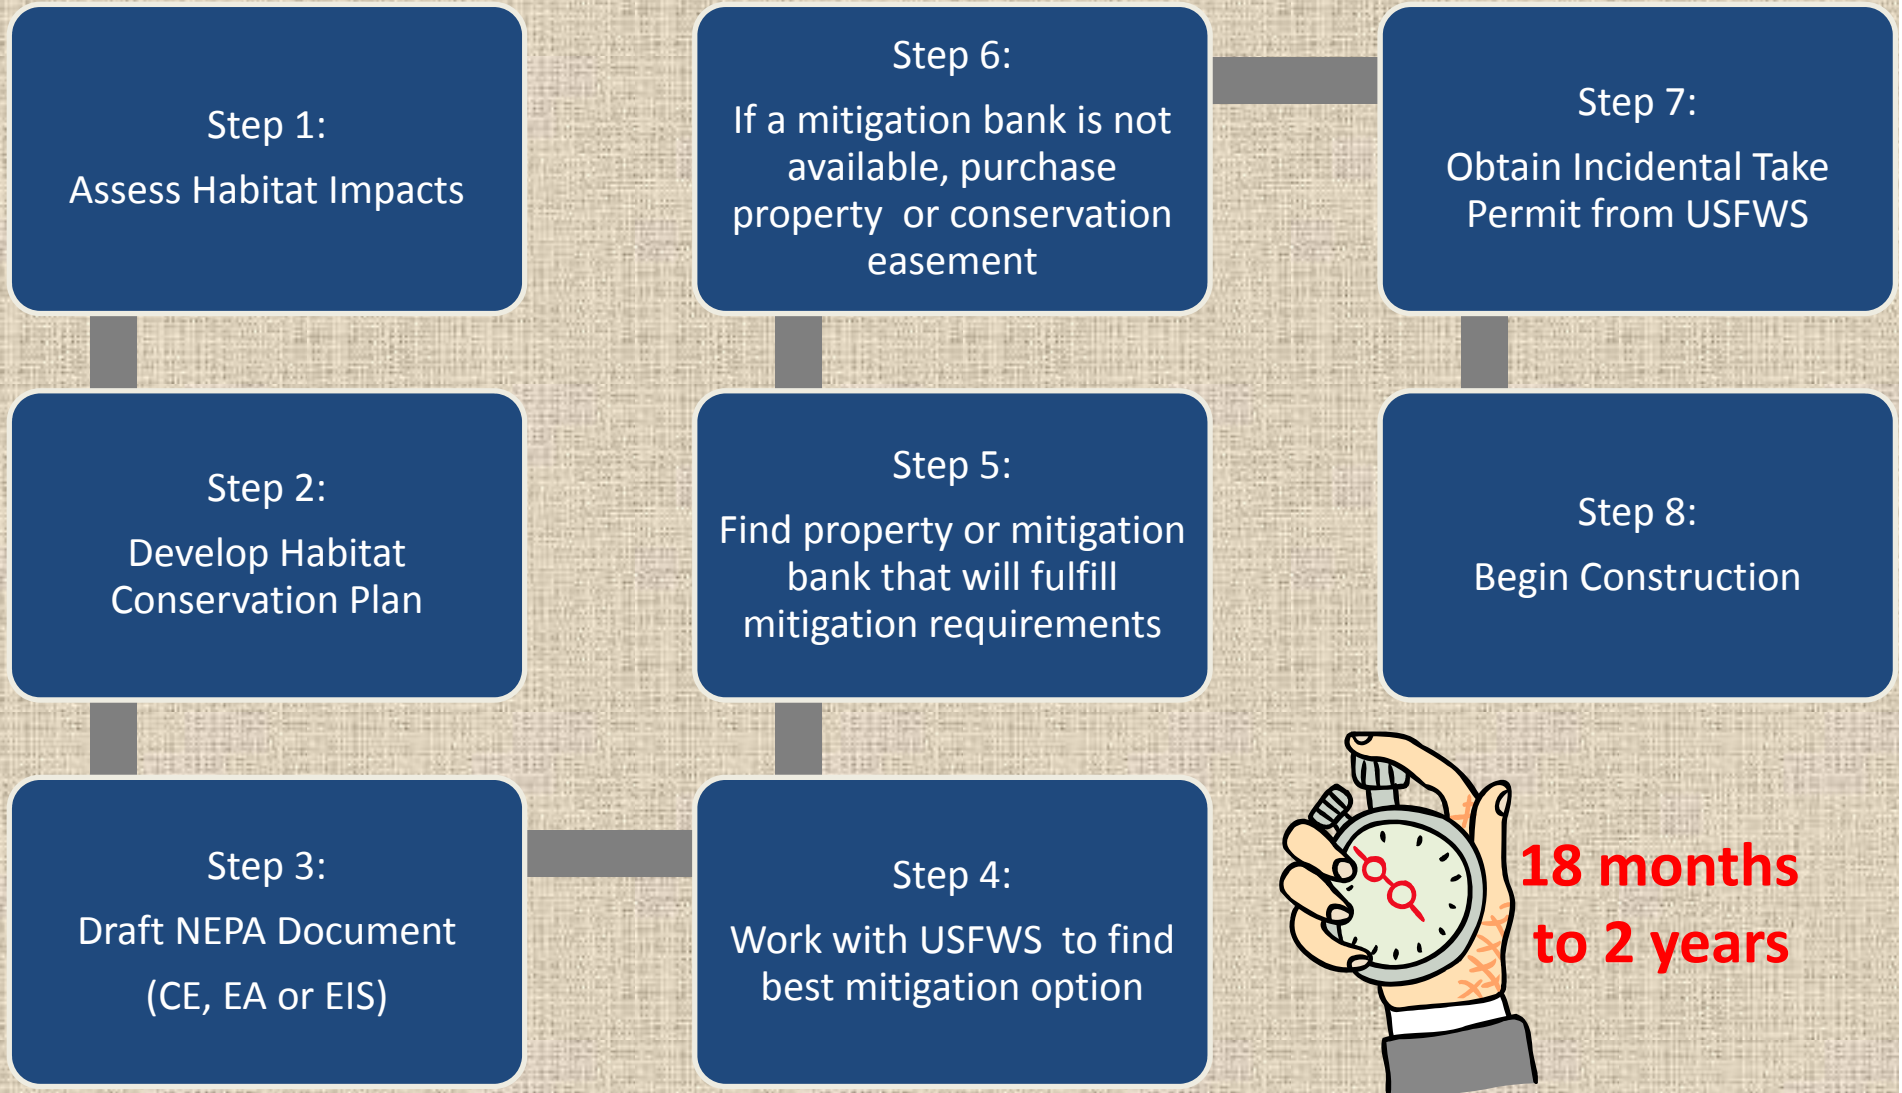 Step 1:
Assess Habitat Impacts
Step 2:
Develop Habitat
Conservation Plan
Step 3:
Draft NEPA Document
(CE, EA or EIS)
Step 4:
Work with USFWS  to find
best mitigation option
Step 5:
Find property or mitigation
bank that will fulfill
mitigation requirements
Step 6:
If a mitigation bank is not
available, purchase
property  or conservation
easement
Step 7:
Obtain Incidental Take
Permit from USFWS
Step 8:
Begin Construction
18 months
to 2 years